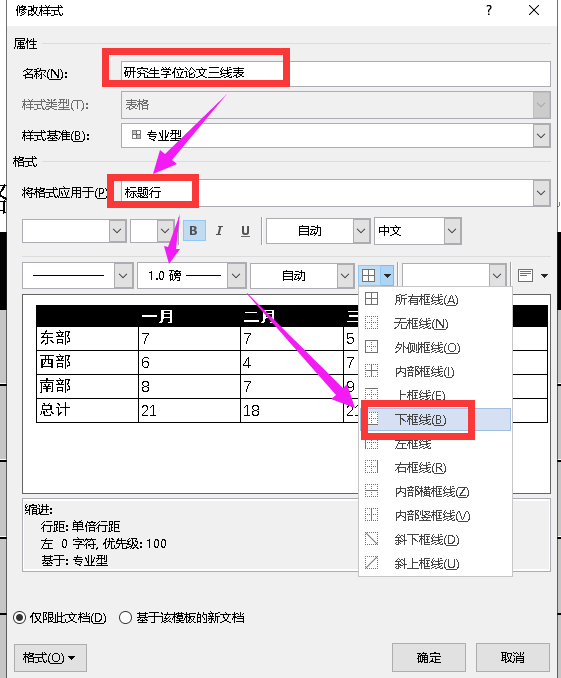 修改样式 ?
属性
名称(N): 研究生学位论文三线表
样式类型(T): 表格
样式基准(B): 专业型
格式
将格式应用于(P 标题行
B I U 自动 中文
1.0 磅 自动
所有框线(A)
无框线(N)
外侧框线(O)
内部框线(I)
上框线(E)
下框线(B)
左框线
右框线(R)
内部横框线(Z)
内部竖框线(V)
斜下框线(D)
斜上框线(U)
一月 二月 三
东部 7 7 5
西部 6 4 7
南部 8 7 9
总计 21 18 21
缩进:
行距: 单倍行距
左 0 字符, 优先级: 100
基于: 专业型
仅限此文档(D) 基于该模板的新文档
格式(O) 确定 取消